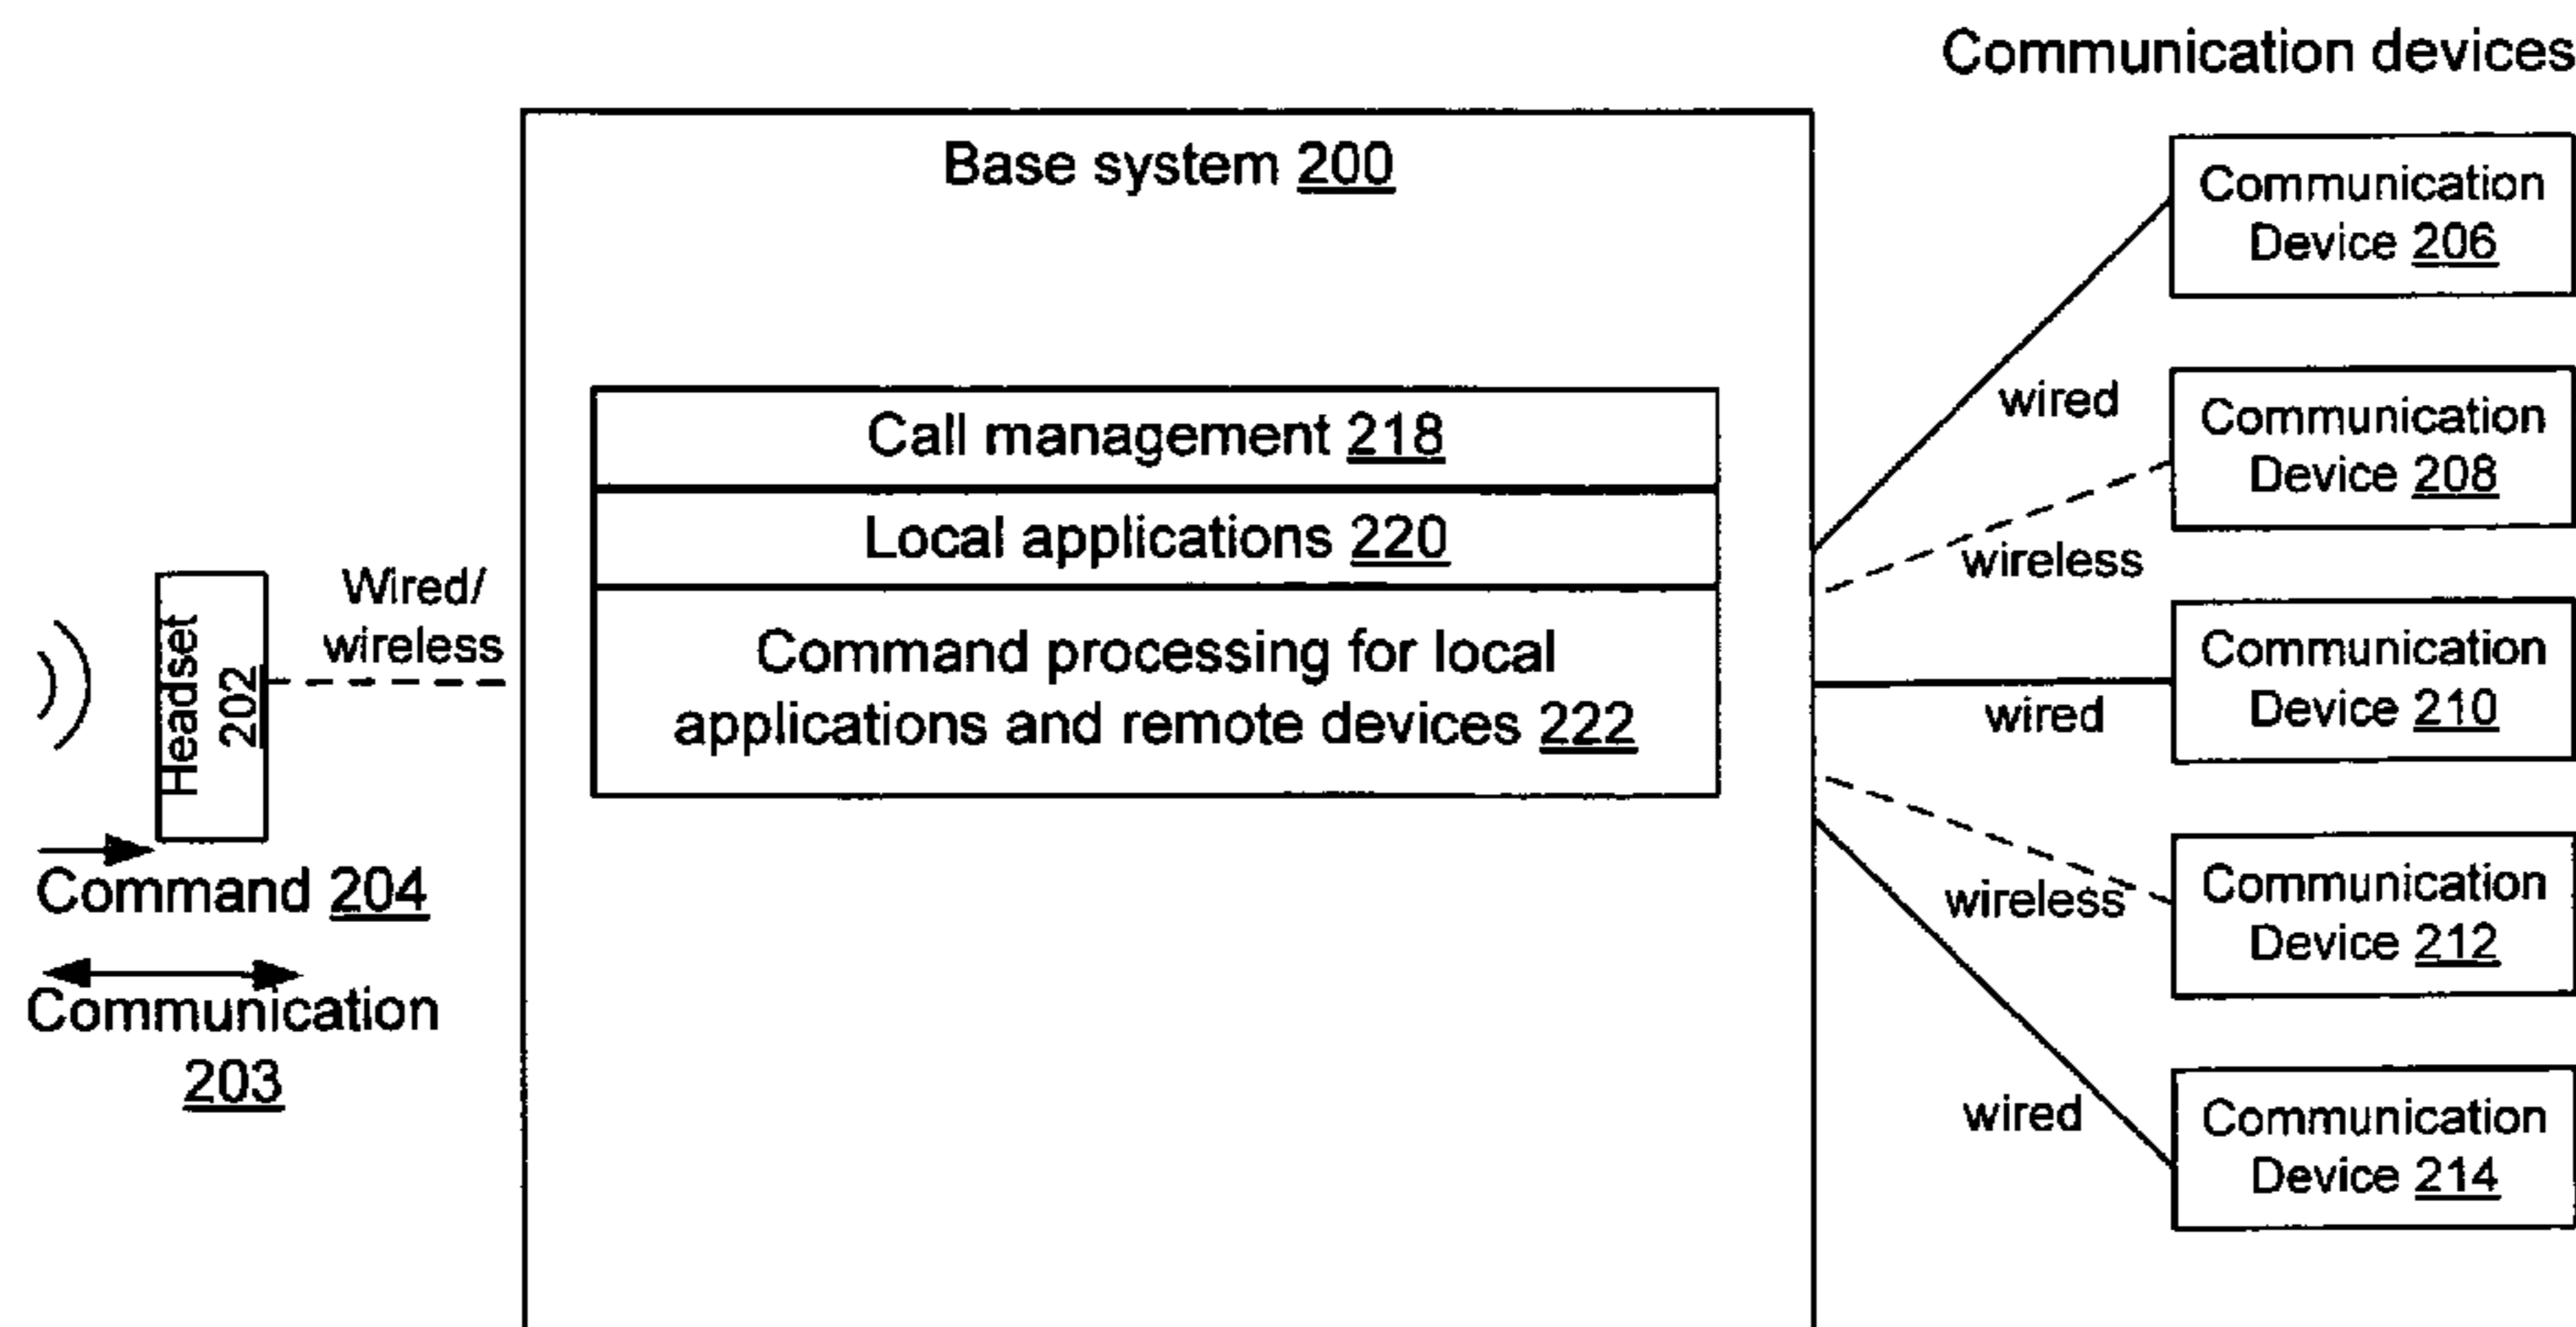 Communication devices
Base system 200
Call management 218
Local applications 220
Command processing for local
applications and remote devices 222
Headset
202
Wired/
wireless
Command 204
Communication
203
wired
wireless
wired
wireless
wired
Communication
Device 206
Communication
Device 208
Communication
Device 210
Communication
Device 212
Communication
Device 214